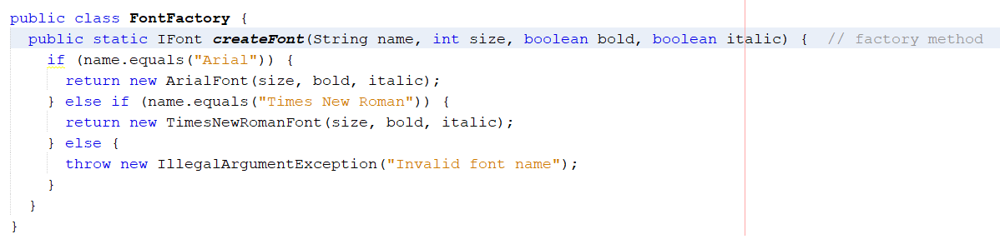 public class FontFactory {
public static IFont createFont(String name, int size, boolean bold, boolean italic) {  // factory method
if (name.equals("Arial")) {
return new ArialFont(size, bold, italic);
} else if (name.equals("Times New Roman")) {
return new TimesNewRomanFont(size, bold, italic);
} else {
throw new IllegalArgumentException("Invalid font name");
}
}
}